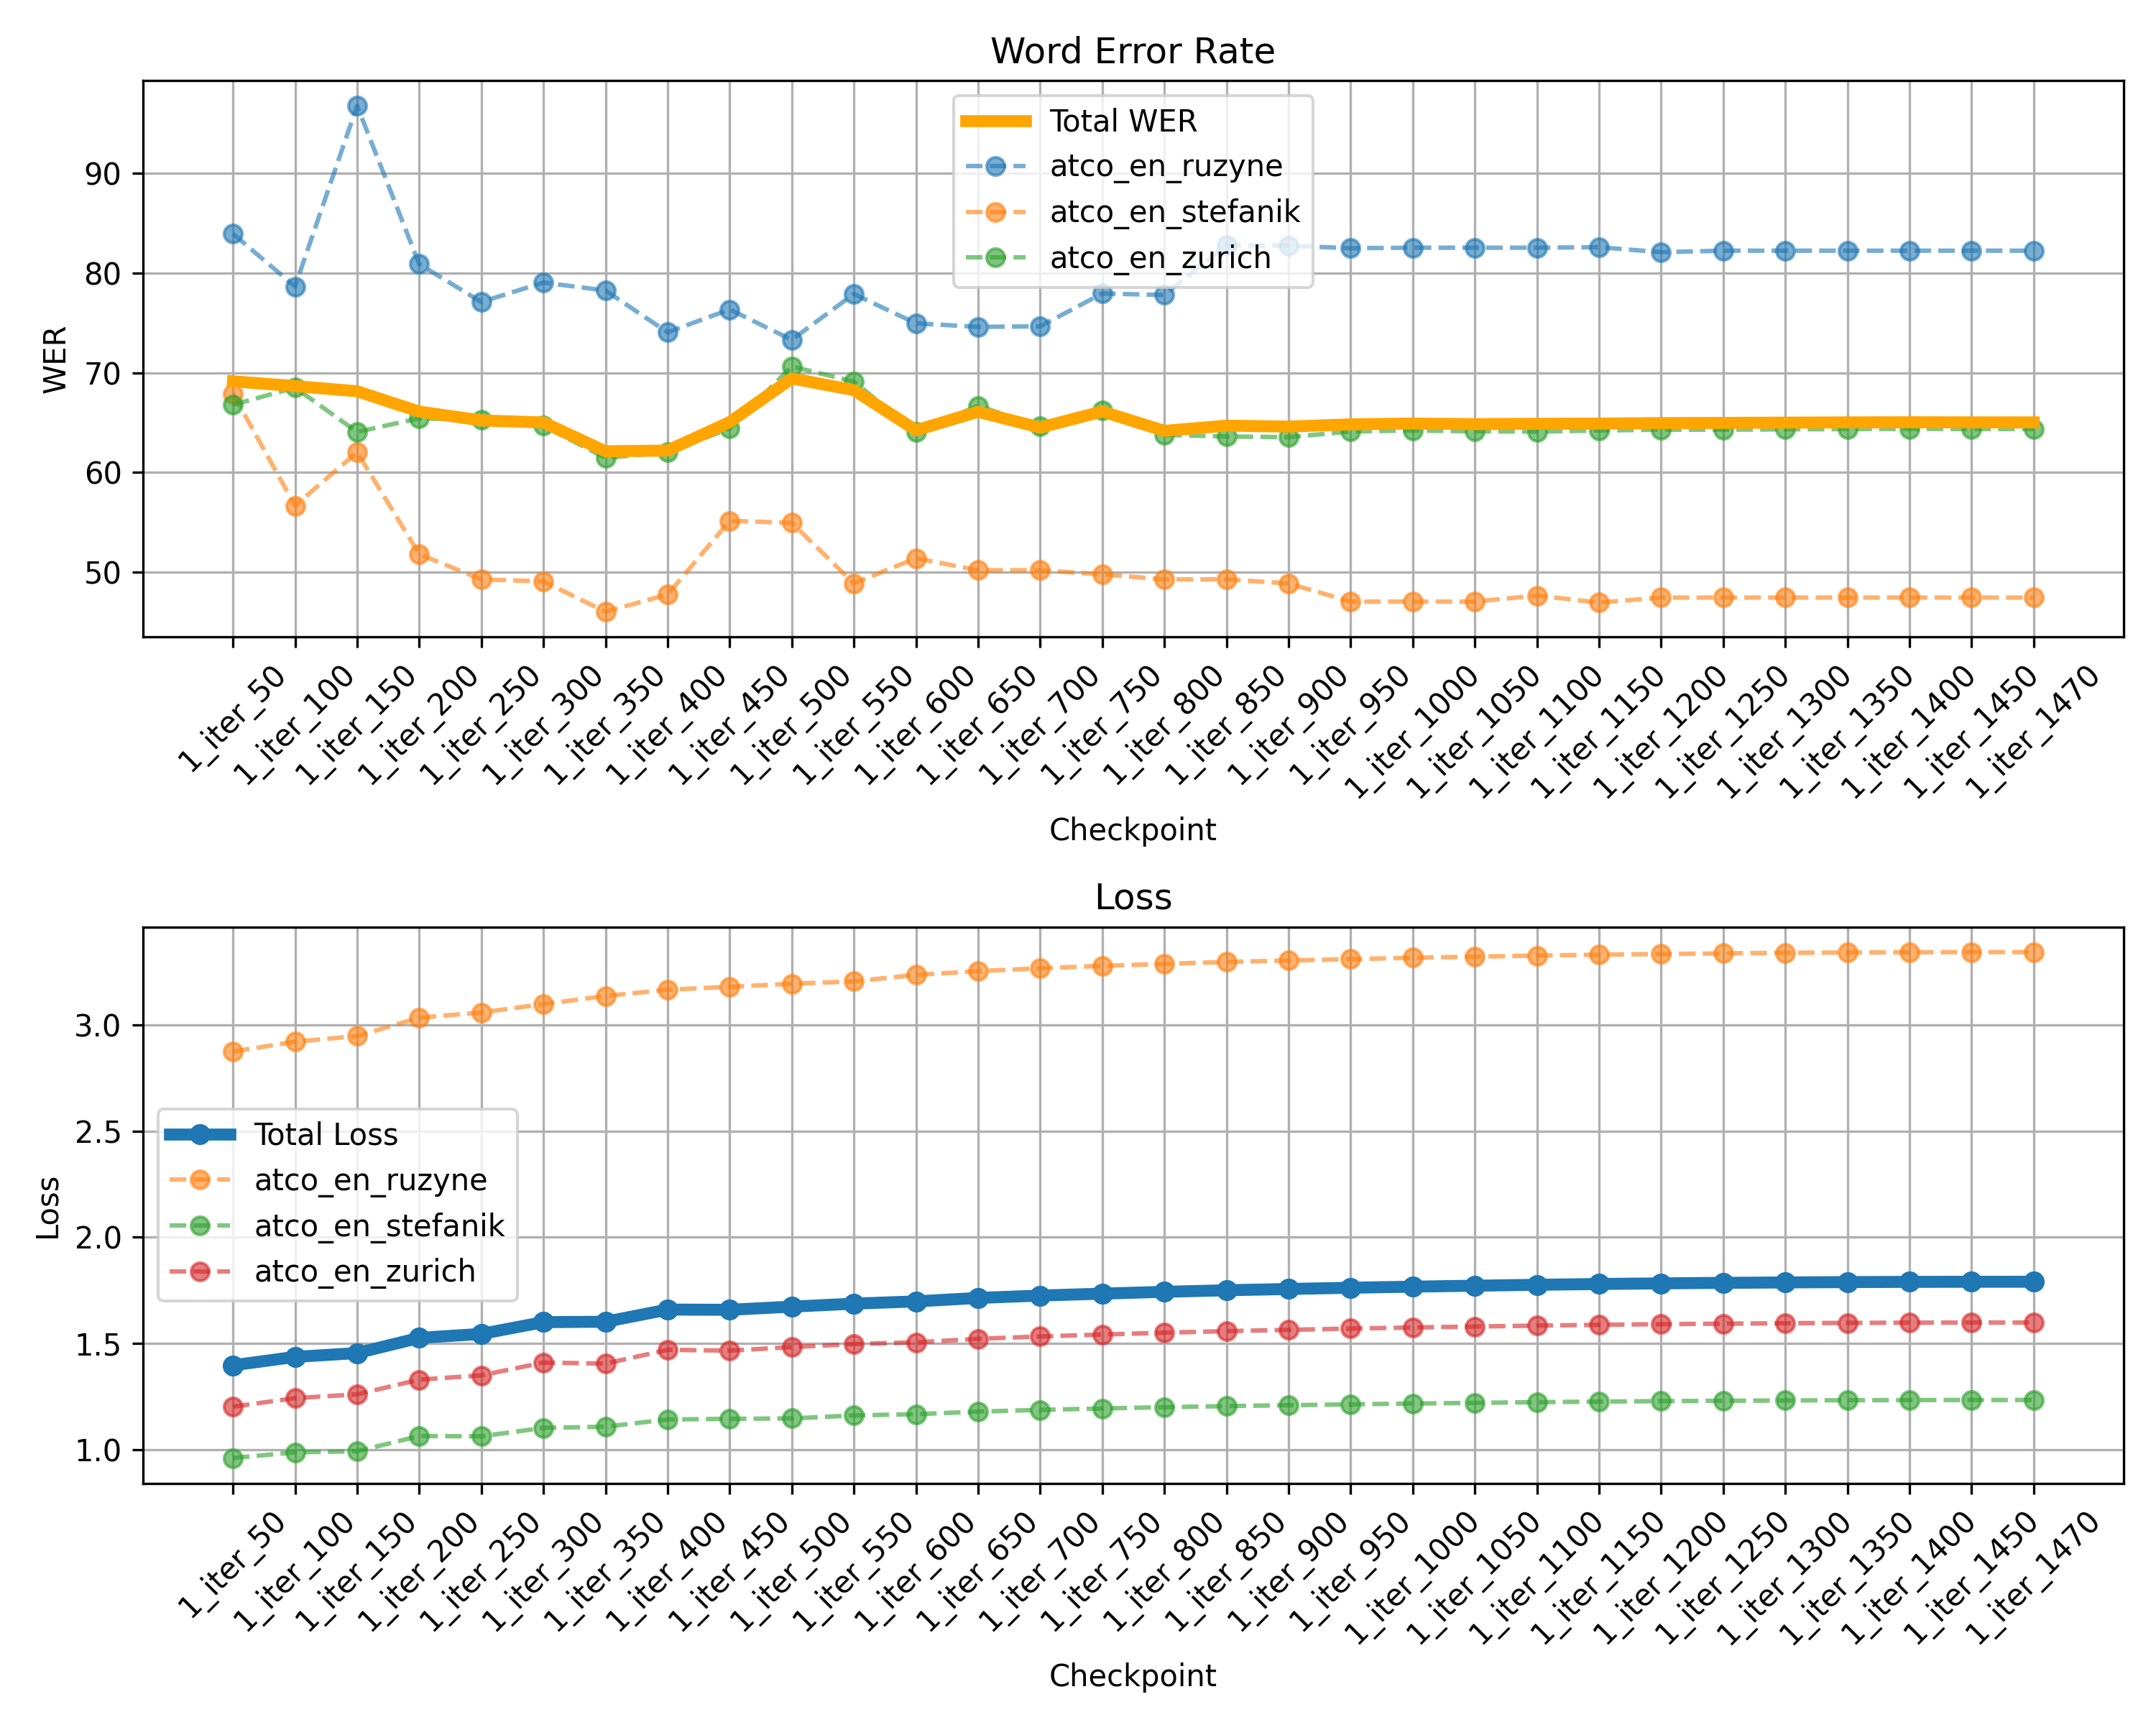 Word Error Rate
WER
90
80
70
60
50
Total WER
atco_en_ruzyne
atco_en_stefanik
atco_en_zurich
1_iter_50
1_iter_100
1_iter_150
1_iter_200
1_iter_250
1_iter_300
1_iter_350
1_iter_400
1_iter_450
1_iter_500
1_iter_550
1_iter_600
1_iter_650
1_iter_700
1_iter_750
1_iter_800
1_iter_850
1_iter_900
1_iter_950
1_iter_1000
1_iter_1050
1_iter_1100
1_iter_1150
1_iter_1200
1_iter_1250
1_iter_1300
1_iter_1350
1_iter_1400
1_iter_1450
1_iter_1470
Checkpoint
Loss
Loss
3.0
2.5
2.0
1.5
1.0
Total Loss
atco_en_ruzyne
atco_en_stefanik
atco_en_zurich
1_iter_50
1_iter_100
1_iter_150
1_iter_200
1_iter_250
1_iter_300
1_iter_350
1_iter_400
1_iter_450
1_iter_500
1_iter_550
1_iter_600
1_iter_650
1_iter_700
1_iter_750
1_iter_800
1_iter_850
1_iter_900
1_iter_950
1_iter_1000
1_iter_1050
1_iter_1100
1_iter_1150
1_iter_1200
1_iter_1250
1_iter_1300
1_iter_1350
1_iter_1400
1_iter_1450
1_iter_1470
Checkpoint